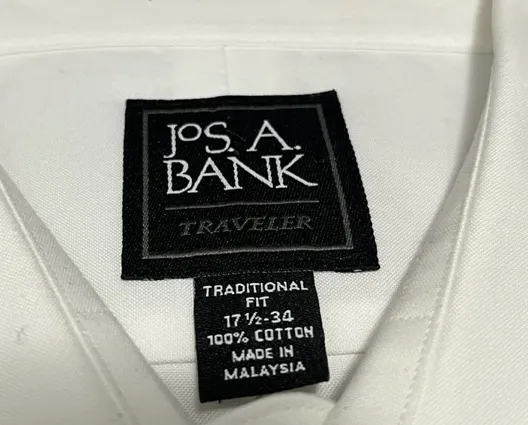 JOS. A.
BANK
TRAVELER
TRADITIONAL
FIT
17 ½-34
100% COTTON
MADE IN
MALAYSIA